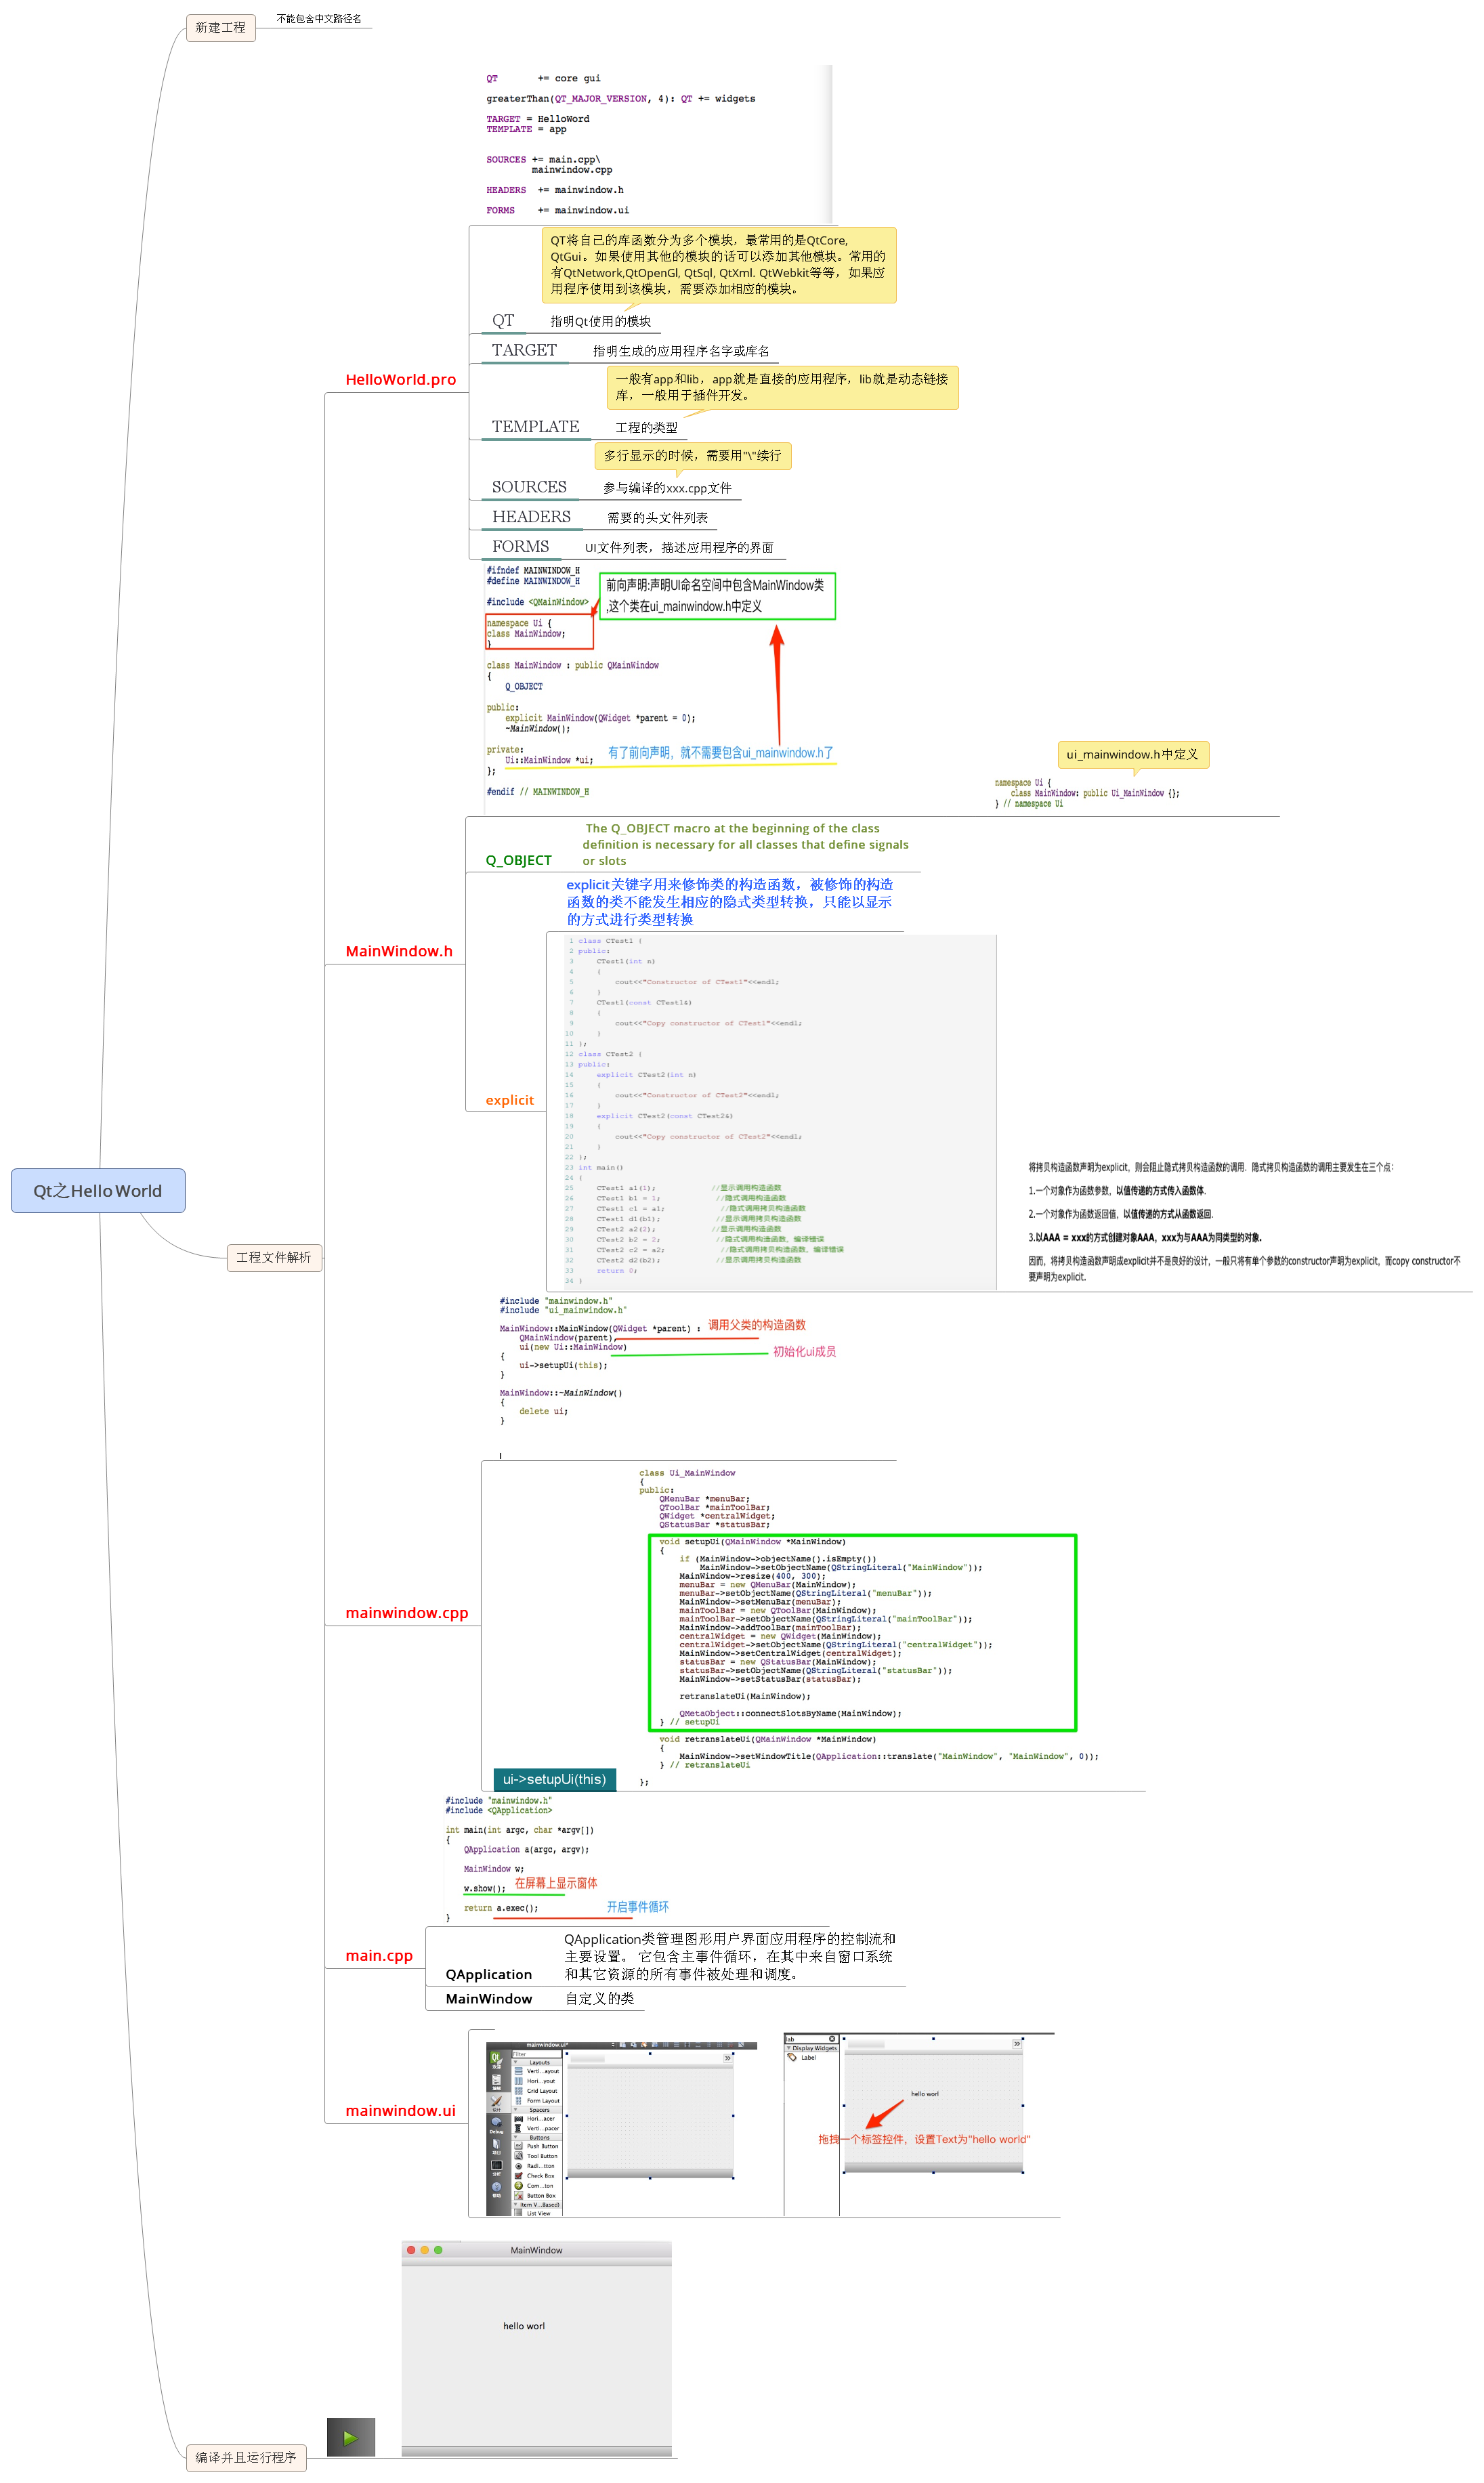 新建工程
不能包含中文路径名
QT += core gui
greaterThan(QT_MAJOR_VERSION, 4): QT += widgets
TARGET = HelloWord
TEMPLATE = app
SOURCES += main.cpp\
mainwindow.cpp
HEADERS += mainwindow.h
FORMS += mainwindow.ui
QT将自己的库函数分为多个模块，最常用的是QtCore,
QtGui。如果使用其他的模块的话可以添加其他模块。常用的
有QtNetwork,QtOpenGl, QtSql, QtXml. QtWebkit等等，如果应
用程序使用到该模块，需要添加相应的模块。
QT
指明Qt使用的模块
TARGET
指明生成的应用程序名字或库名
HelloWorld.pro
一般有app和lib，app就是直接的应用程序，lib就是动态链接
库，一般用于插件开发。
TEMPLATE
工程的类型
多行显示的时候，需要用"\"续行
SOURCES
参与编译的xxx.cpp文件
HEADERS
需要的头文件列表
FORMS
UI文件列表，描述应用程序的界面
#ifndef MAINWINDOW_H
#define MAINWINDOW_H
#include <QMainWindow>
前向声明:声明UI命名空间中包含MainWindow类
,这个类在ui_mainwindow.h中定义
namespace Ui {
class MainWindow;
}
class MainWindow : public QMainWindow
{
Q_OBJECT
public:
explicit MainWindow(QWidget *parent = 0);
~MainWindow();
private:
Ui::MainWindow *ui;
有了前向声明，就不需要包含ui_mainwindow.h了
};
#endif // MAINWINDOW_H
ui_mainwindow.h中定义
namespace Ui {
class MainWindow: public Ui_MainWindow {};
} // namespace Ui
The Q_OBJECT macro at the beginning of the class
definition is necessary for all classes that define signals
or slots
Q_OBJECT
explicit关键字用来修饰类的构造函数，被修饰的构造
函数的类不能发生相应的隐式类型转换，只能以显示
的方式进行类型转换
MainWindow.h
1 class CTest1 {
2 public:
3 CTest1(int n)
4 {
5 cout<<"Constructor of CTest1"<<endl;
6 }
7 CTest1(const CTest1&)
8 {
9 cout<<"Copy constructor of CTest1"<<endl;
10 }
11 };
12 class CTest2 {
13 public:
14 explicit CTest2(int n)
15 {
16 cout<<"Constructor of CTest2"<<endl;
17 }
18 explicit CTest2(const CTest2&)
19 {
20 cout<<"Copy constructor of CTest2"<<endl;
21 }
22 };
23 int main()
24 {
25 CTest1 a1(1); //显示调用构造函数
26 CTest1 b1 = 1; //隐式调用构造函数
27 CTest1 c1 = a1; //隐式调用拷贝构造函数
28 CTest1 d1(b1); //显示调用拷贝构造函数
29 CTest2 a2(2); //显示调用构造函数
30 CTest2 b2 = 2; //隐式调用构造函数，编译错误
31 CTest2 c2 = a2; //隐式调用拷贝构造函数，编译错误
32 CTest2 d2(b2); //显示调用拷贝构造函数
33 return 0;
34 }
explicit
将拷贝构造函数声明为explicit，则会阻止隐式拷贝构造函数的调用．隐式拷贝构造函数的调用主要发生在三个点：
1.一个对象作为函数参数，以值传递的方式传入函数体.
2.一个对象作为函数返回值，以值传递的方式从函数返回.
3.以AAA = xxx的方式创建对象AAA，xxx为与AAA为同类型的对象.
因而，将拷贝构造函数声明成explicit并不是良好的设计，一般只将有单个参数的constructor声明为explicit，而copy constructor不
要声明为explicit.
Qt之Hello World
工程文件解析
#include "mainwindow.h"
#include "ui_mainwindow.h"
MainWindow::MainWindow(QWidget *parent) :
调用父类的构造函数
QMainWindow(parent),
ui(new Ui::MainWindow)
初始化ui成员
{
ui->setupUi(this);
}
MainWindow::~MainWindow()
{
delete ui;
}
class Ui_MainWindow
{
public:
QMenuBar *menuBar;
QToolBar *mainToolBar;
QWidget *centralWidget;
QStatusBar *statusBar;
void setupUi(QMainWindow *MainWindow)
{
if (MainWindow->objectName().isEmpty())
MainWindow->setObjectName(QStringLiteral("MainWindow"));
MainWindow->resize(400, 300);
menuBar = new QMenuBar(MainWindow);
menuBar->setObjectName(QStringLiteral("menuBar"));
MainWindow->setMenuBar(menuBar);
mainToolBar = new QToolBar(MainWindow);
mainToolBar->setObjectName(QStringLiteral("mainToolBar"));
MainWindow->addToolBar(mainToolBar);
centralWidget = new QWidget(MainWindow);
centralWidget->setObjectName(QStringLiteral("centralWidget"));
MainWindow->setCentralWidget(centralWidget);
statusBar = new QStatusBar(MainWindow);
statusBar->setObjectName(QStringLiteral("statusBar"));
MainWindow->setStatusBar(statusBar);
retranslateUi(MainWindow);
QMetaObject::connectSlotsByName(MainWindow);
} // setupUi
void retranslateUi(QMainWindow *MainWindow)
{
MainWindow->setWindowTitle(QApplication::translate("MainWindow", "MainWindow", 0));
} // retranslateUi
};
mainwindow.cpp
ui->setupUi(this)
#include "mainwindow.h"
#include <QApplication>
int main(int argc, char *argv[])
{
QApplication a(argc, argv);
MainWindow w;
w.show();
在屏幕上显示窗体
return a.exec();
开启事件循环
}
main.cpp
QApplication类管理图形用户界面应用程序的控制流和
主要设置。 它包含主事件循环，在其中来自窗口系统
和其它资源的所有事件被处理和调度。
QApplication
MainWindow
自定义的类
mainwindow.ui
mainwindow.ui*
Qt
欢迎
编辑
设计
Debug
项目
分析
帮助
Filter
Layouts
Verti...ayout
Hori...yout
Grid Layout
Form Layout
Spacers
Hori...acer
Verti...pacer
Buttons
Push Button
Tool Button
Radi...tton
Check Box
Com...ton
Button Box
Item V...Based)
List View
lab
Display Widgets
Label
hello worl
拖拽一个标签控件，设置Text为"hello world"
MainWindow
hello worl
编译并且运行程序